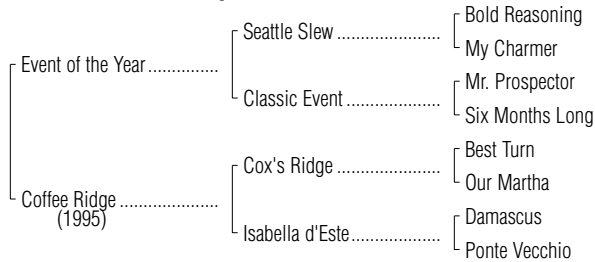 Bold Reasoning
Seattle Slew ....................
My Charmer
Event of the Year ...............
Mr. Prospector
Classic Event ....................
Six Months Long
Best Turn
Cox's Ridge ....................
Our Martha
Coffee Ridge ....................
(1995)
Damascus
Isabella d'Este ..................
Ponte Vecchio